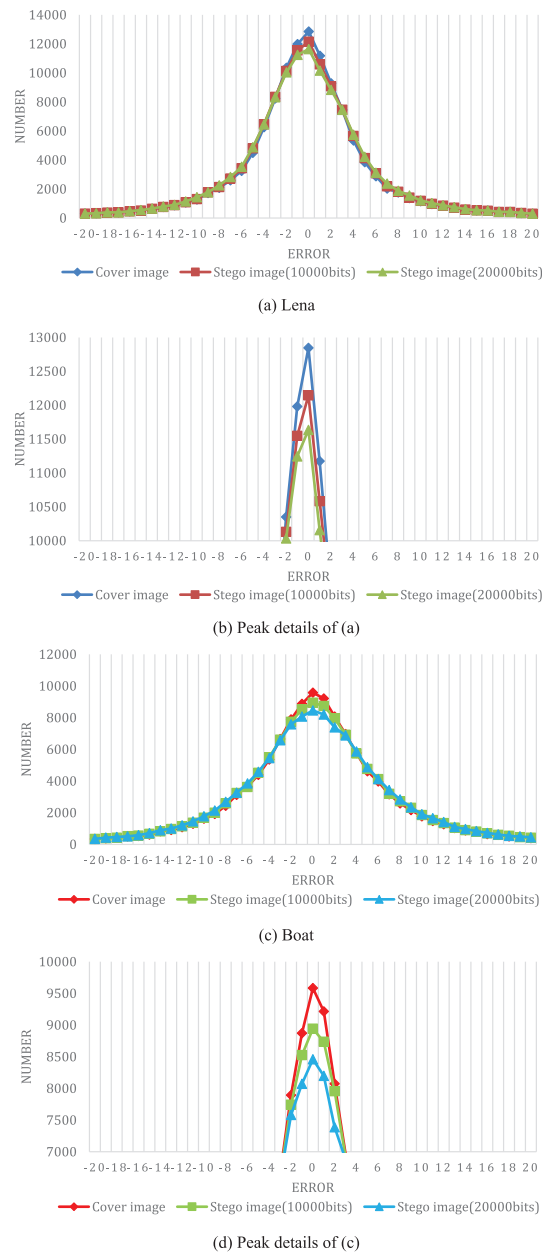 14000
12000
10000
8000
6000
4000
2000
0
NUMBER
-20 -18 -16 -14 -12 -10 -8 -6 -4 -2 0 2 4 6 8 10 12 14 16 18 20
ERROR
Cover image Stego image(10000bits) Stego image(20000bits)
(a) Lena
13000
12500
12000
11500
11000
10500
10000
NUMBER
-20 -18 -16 -14 -12 -10 -8 -6 -4 -2 0 2 4 6 8 10 12 14 16 18 20
ERROR
Cover image Stego image(10000bits) Stego image(20000bits)
(b) Peak details of (a)
12000
10000
8000
6000
4000
2000
0
NUMBER
-20 -18 -16 -14 -12 -10 -8 -6 -4 -2 0 2 4 6 8 10 12 14 16 18 20
ERROR
Cover image Stego image(10000bits) Stego image(20000bits)
(c) Boat
10000
9500
9000
8500
8000
7500
7000
NUMBER
-20 -18 -16 -14 -12 -10 -8 -6 -4 -2 0 2 4 6 8 10 12 14 16 18 20
ERROR
Cover image Stego image(10000bits) Stego image(20000bits)
(d) Peak details of (c)